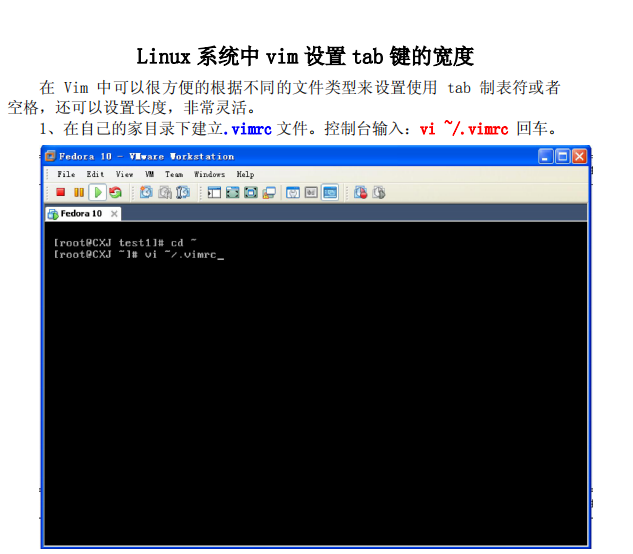 Linux 系统中 vim 设置 tab 键的宽度
在 Vim 中可以很方便的根据不同的文件类型来设置使用 tab 制表符或者
空格，还可以设置长度，非常灵活。
1、在自己的家目录下建立.vimrc 文件。控制台输入：vi ~/.vimrc 回车。
Fedora 10 - VMware Workstation
File Edit View VM Team Windows Help
Fedora 10
[root@CXJ test1]# cd ~
[root@CXJ ~]# vi ~/.vimrc_